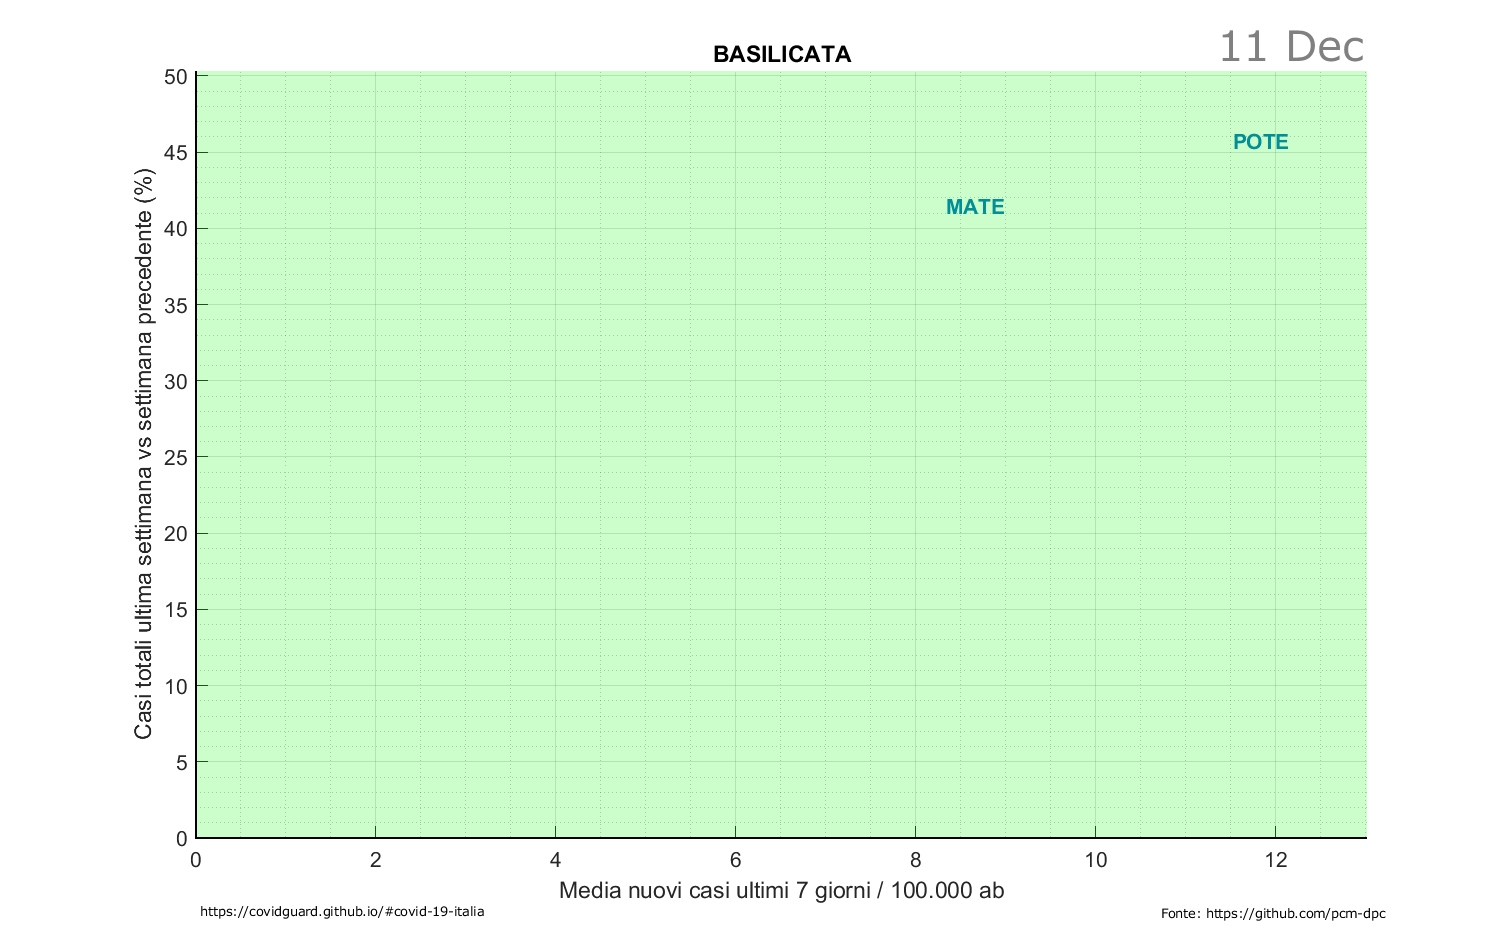 BASILICATA
11 Dec
Casi totali ultima settimana vs settimana precedente (%)
50
45
40
35
30
25
20
15
10
5
0
POTE
MATE
0 2 4 6 8 10 12
Media nuovi casi ultimi 7 giorni / 100.000 ab
https://covidguard.github.io/#covid-19-italia
Fonte: https://github.com/pcm-dpc